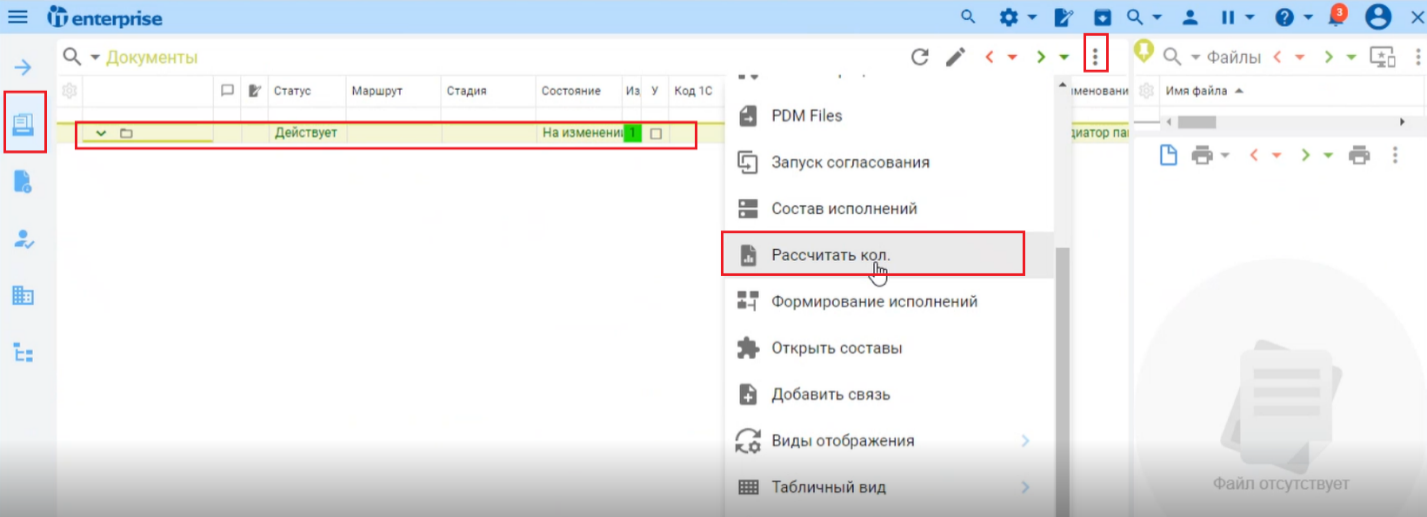 enterprise
3
Документы
Файлы
Статус
Маршрут
Стадия
Состояние
Из
У
Код 1С
именовани
Имя файла
Действует
На изменени
1
циатор па
PDM Files
Запуск согласования
Состав исполнений
Рассчитать кол.
Формирование исполнений
Открыть составы
Добавить связь
Виды отображения
Табличный вид
Файл отсутствует